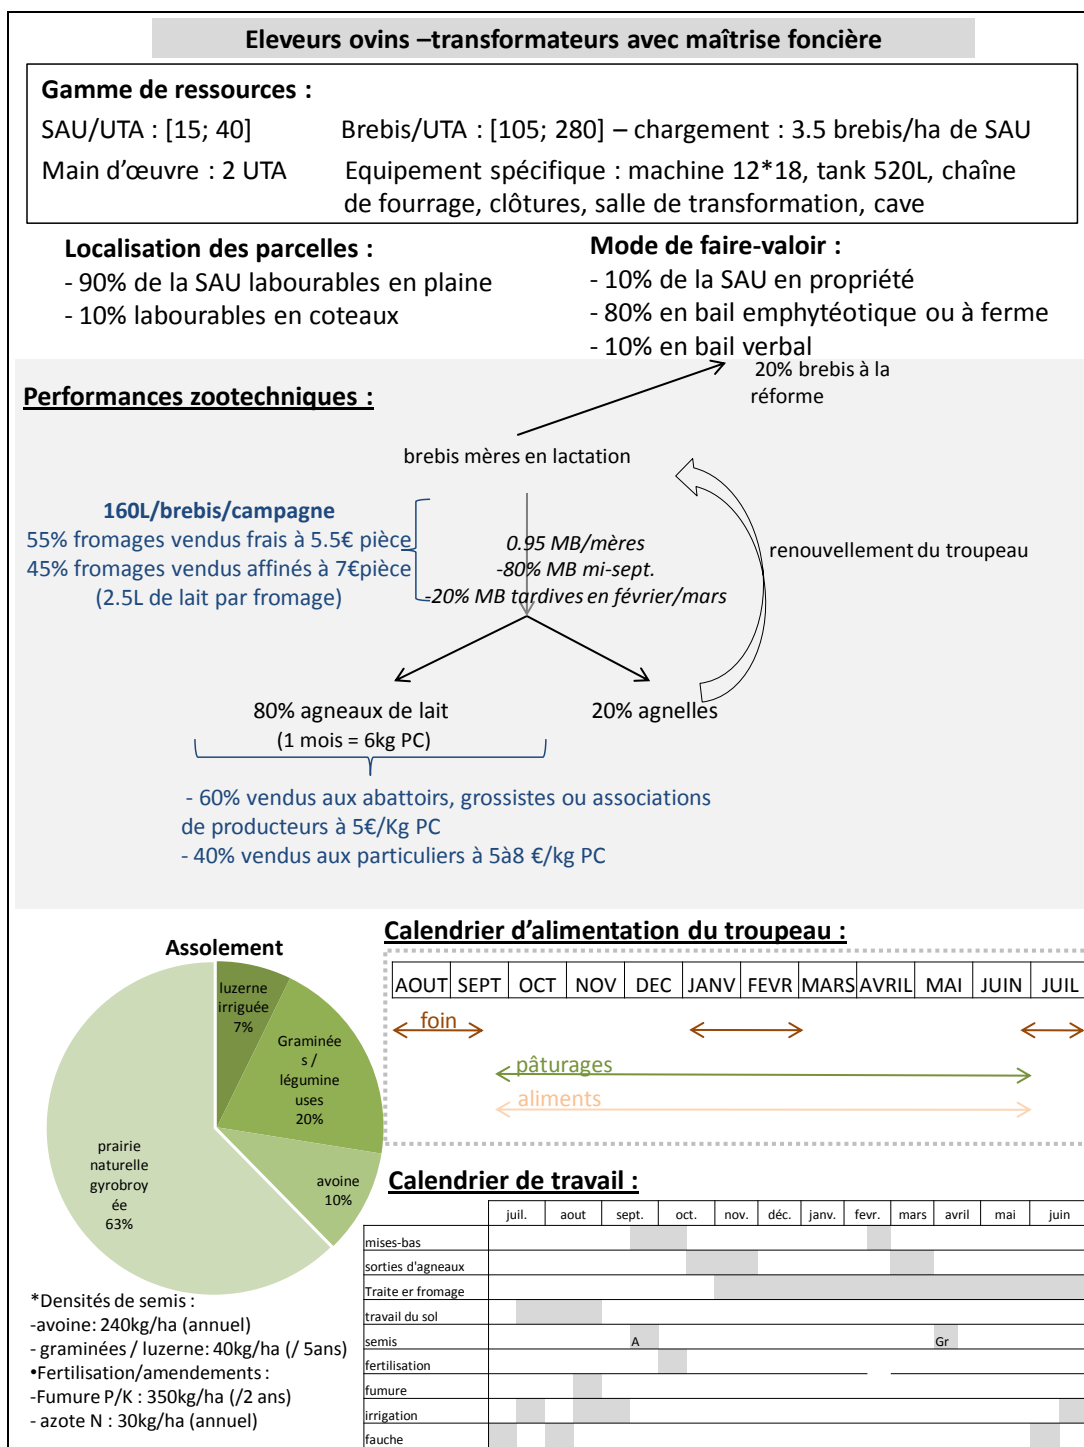 Eleveurs ovins –transformateurs avec maîtrise foncière
Gamme de ressources :
SAU/UTA : [15; 40]
Brebis/UTA : [105; 280] – chargement : 3.5 brebis/ha de SAU
Main d'œuvre : 2 UTA
Equipement spécifique : machine 12*18, tank 520L, chaîne
de fourrage, clôtures, salle de transformation, cave
Localisation des parcelles :
- 90% de la SAU labourables en plaine
- 10% labourables en coteaux
Mode de faire-valoir :
- 10% de la SAU en propriété
- 80% en bail emphytéotique ou à ferme
- 10% en bail verbal
Performances zootechniques :
20% brebis à la
réforme
brebis mères en lactation
160L/brebis/campagne
55% fromages vendus frais à 5.5€ pièce
45% fromages vendus affinés à 7€pièce
(2.5L de lait par fromage)
0.95 MB/mères
-80% MB mi-sept.
-20% MB tardives en février/mars
renouvellement du troupeau
80% agneaux de lait
(1 mois = 6kg PC)
20% agnelles
- 60% vendus aux abattoirs, grossistes ou associations
de producteurs à 5€/Kg PC
- 40% vendus aux particuliers à 5à8 €/kg PC
Assolement
luzerne
irriguée
7%
Graminée
s /
légumine
uses
20%
avoine
10%
prairie
naturelle
gyrobroy
ée
63%
*Densités de semis :
-avoine: 240kg/ha (annuel)
- graminées / luzerne: 40kg/ha (/ 5ans)
•Fertilisation/amendements :
-Fumure P/K : 350kg/ha (/2 ans)
- azote N : 30kg/ha (annuel)
Calendrier d'alimentation du troupeau :
AOUT SEPT OCT NOV DEC JANV FEVR MARS AVRIL MAI JUIN JUIL
foin
pâturages
aliments
Calendrier de travail :
juil. aout sept. oct. nov. déc. janv. fevr. mars avril mai juin
mises-bas
sorties d'agneaux
Traite er fromage
travail du sol
semis A Gr
fertilisation
fumure
irrigation
fauche